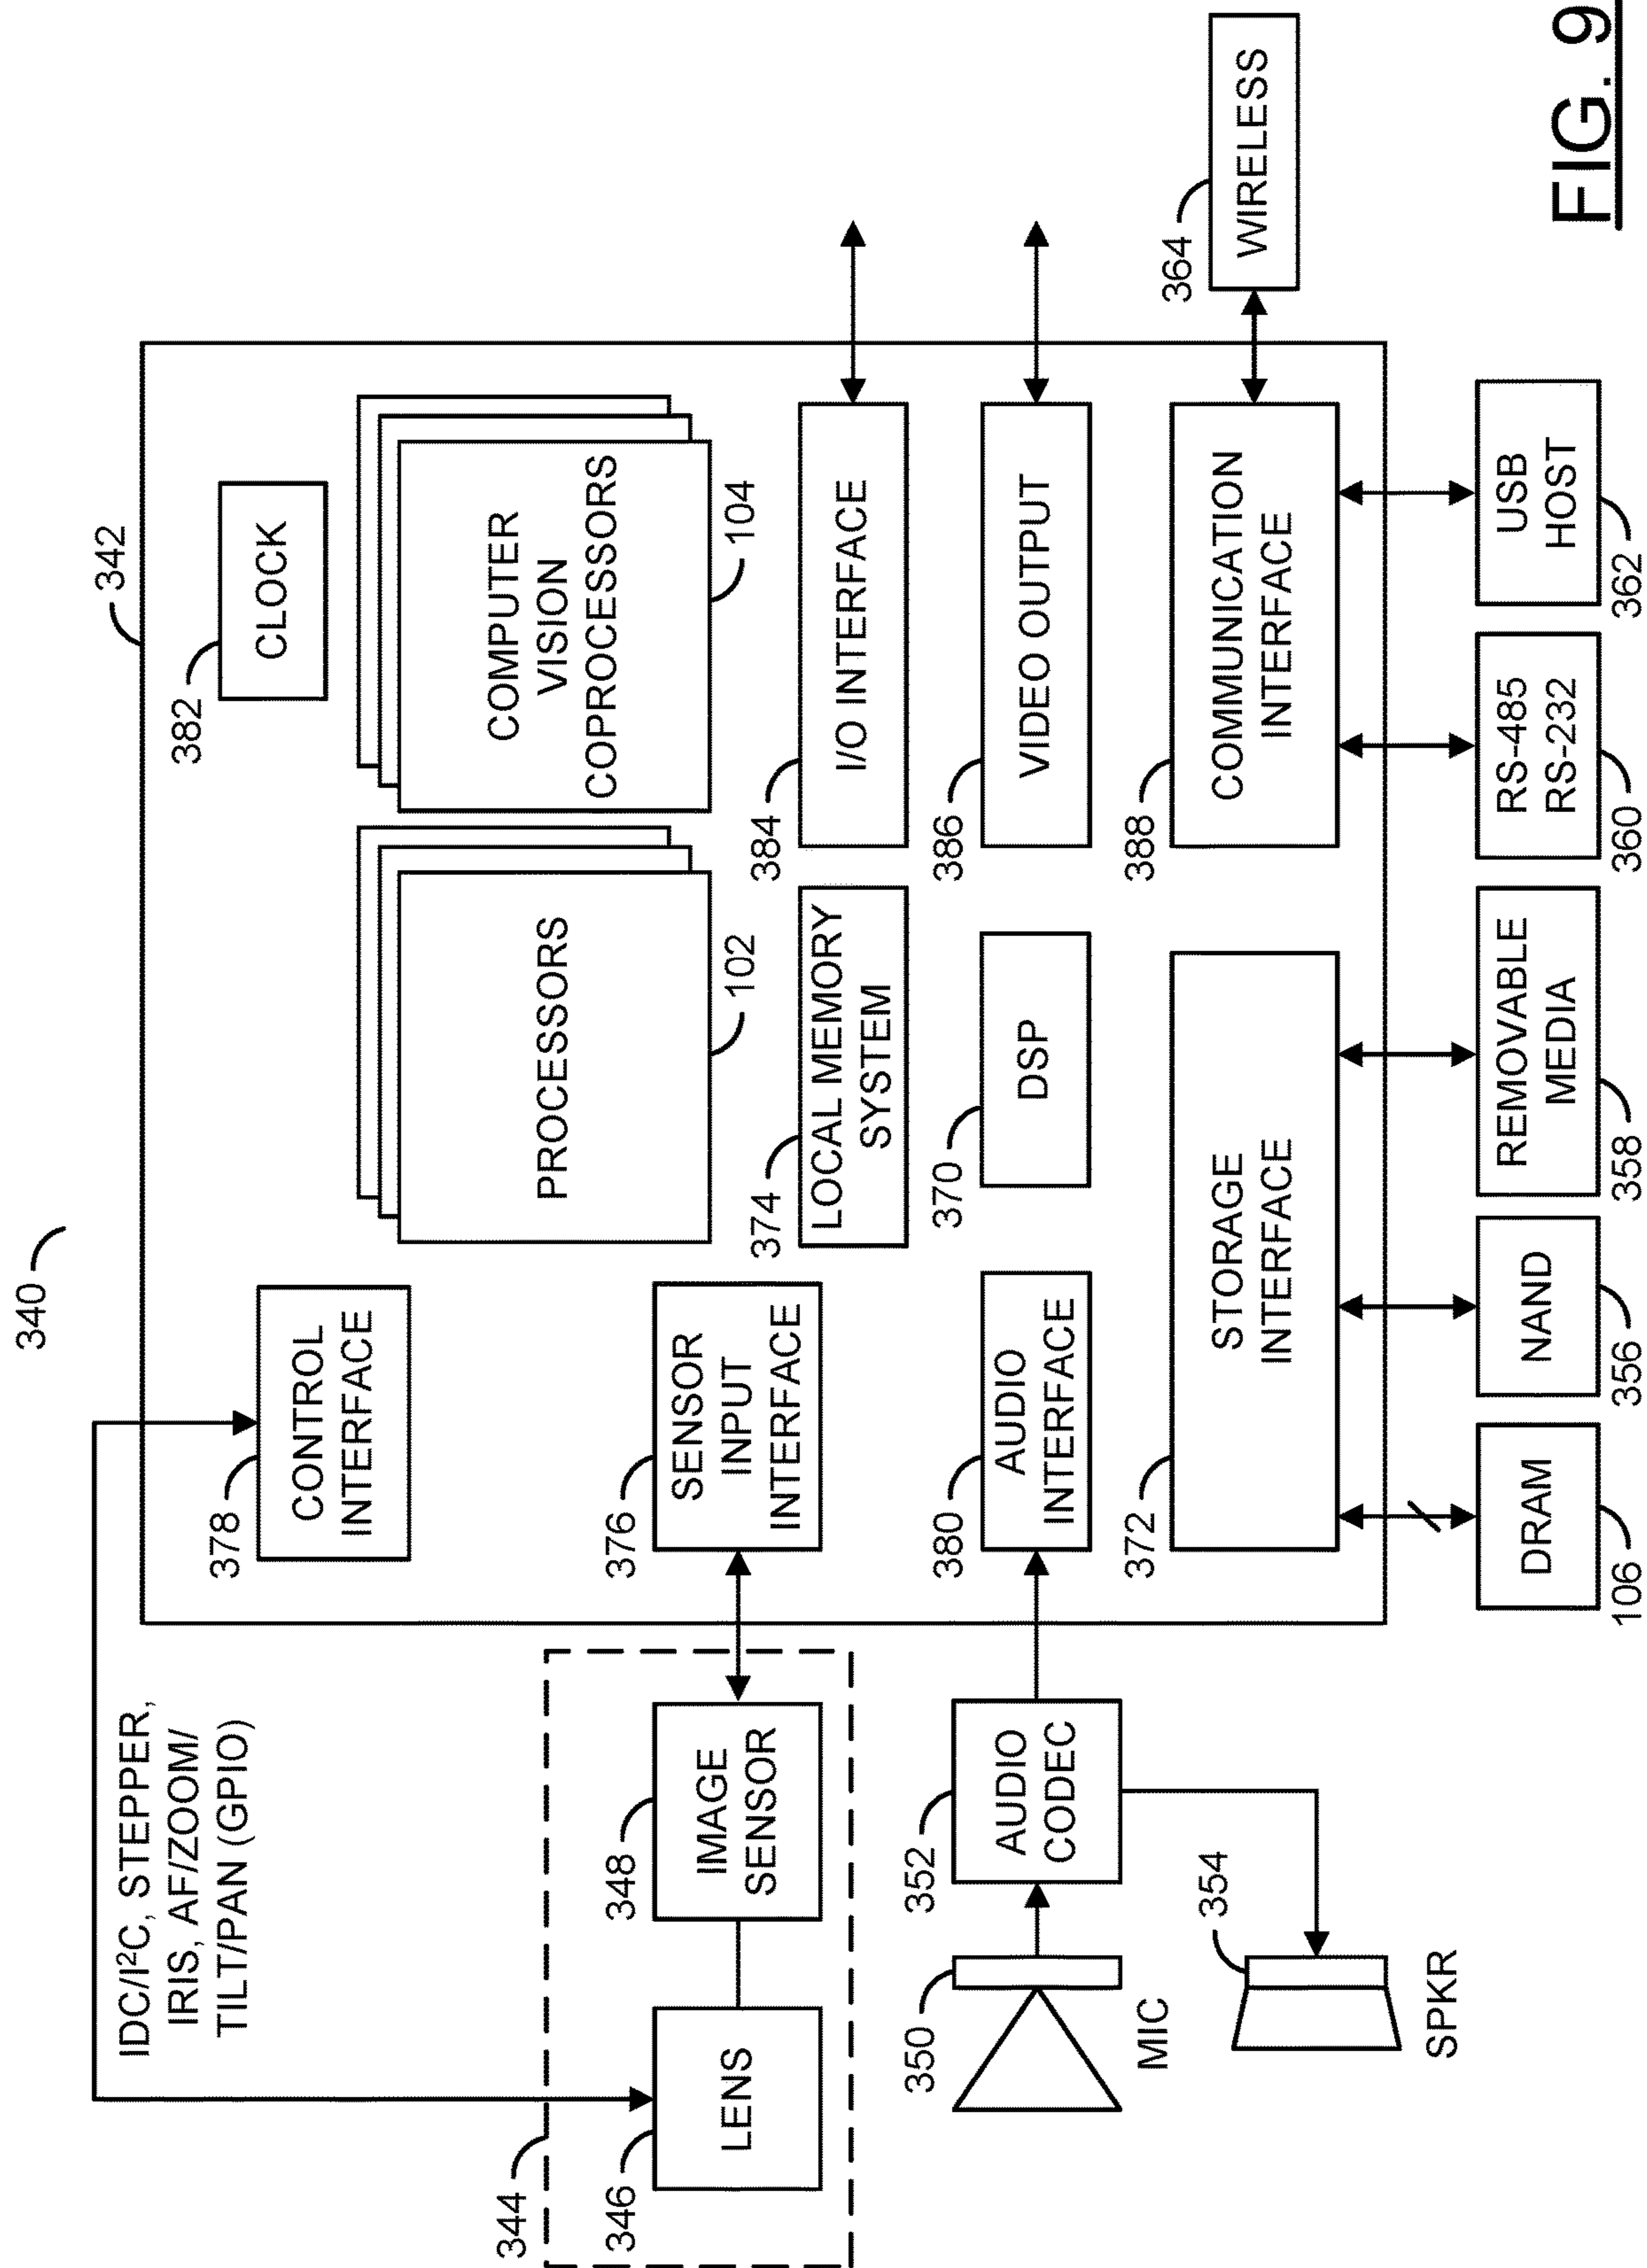 340
342
IDC/I²C, STEPPER,
IRIS, AF/ZOOM/
TILT/PAN (GPIO)
378
CONTROL
INTERFACE
382
CLOCK
344
346
LENS
348
IMAGE
SENSOR
376
SENSOR
INPUT
INTERFACE
PROCESSORS
102
COMPUTER
VISION
COPROCESSORS
104
374
LOCAL MEMORY
SYSTEM
384
I/O INTERFACE
350
MIC
352
AUDIO
CODEC
380
AUDIO
INTERFACE
370
DSP
386
VIDEO OUTPUT
354
SPKR
372
STORAGE
INTERFACE
388
COMMUNICATION
INTERFACE
364
WIRELESS
DRAM
106
NAND
356
REMOVABLE
MEDIA
358
RS-485
RS-232
360
USB
HOST
362
FIG. 9